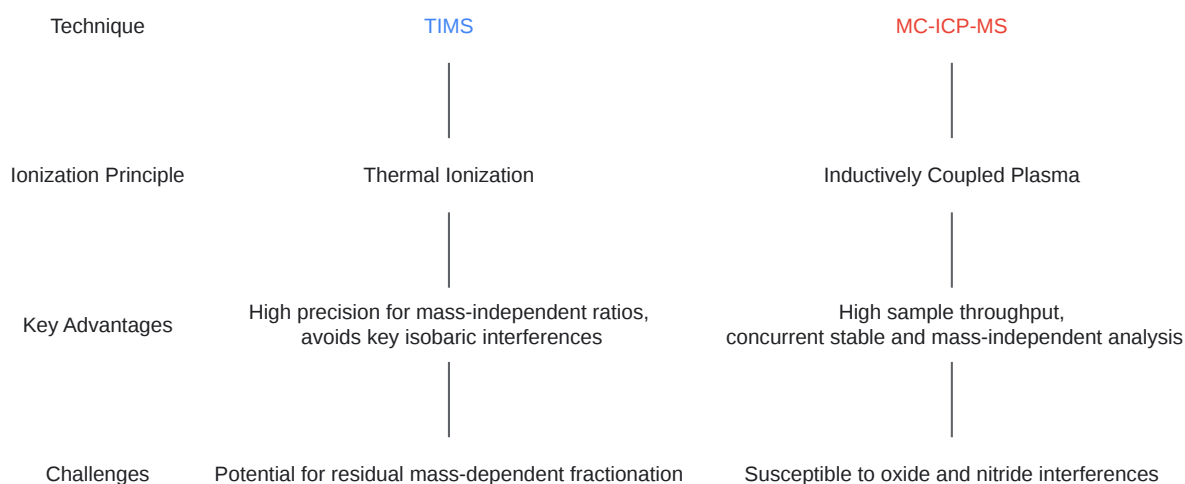 Technique
TIMS
MC-ICP-MS
Ionization Principle
Thermal Ionization
Inductively Coupled Plasma
Key Advantages
High precision for mass-independent ratios,
avoids key isobaric interferences
High sample throughput,
concurrent stable and mass-independent analysis
Challenges
Potential for residual mass-dependent fractionation
Susceptible to oxide and nitride interferences